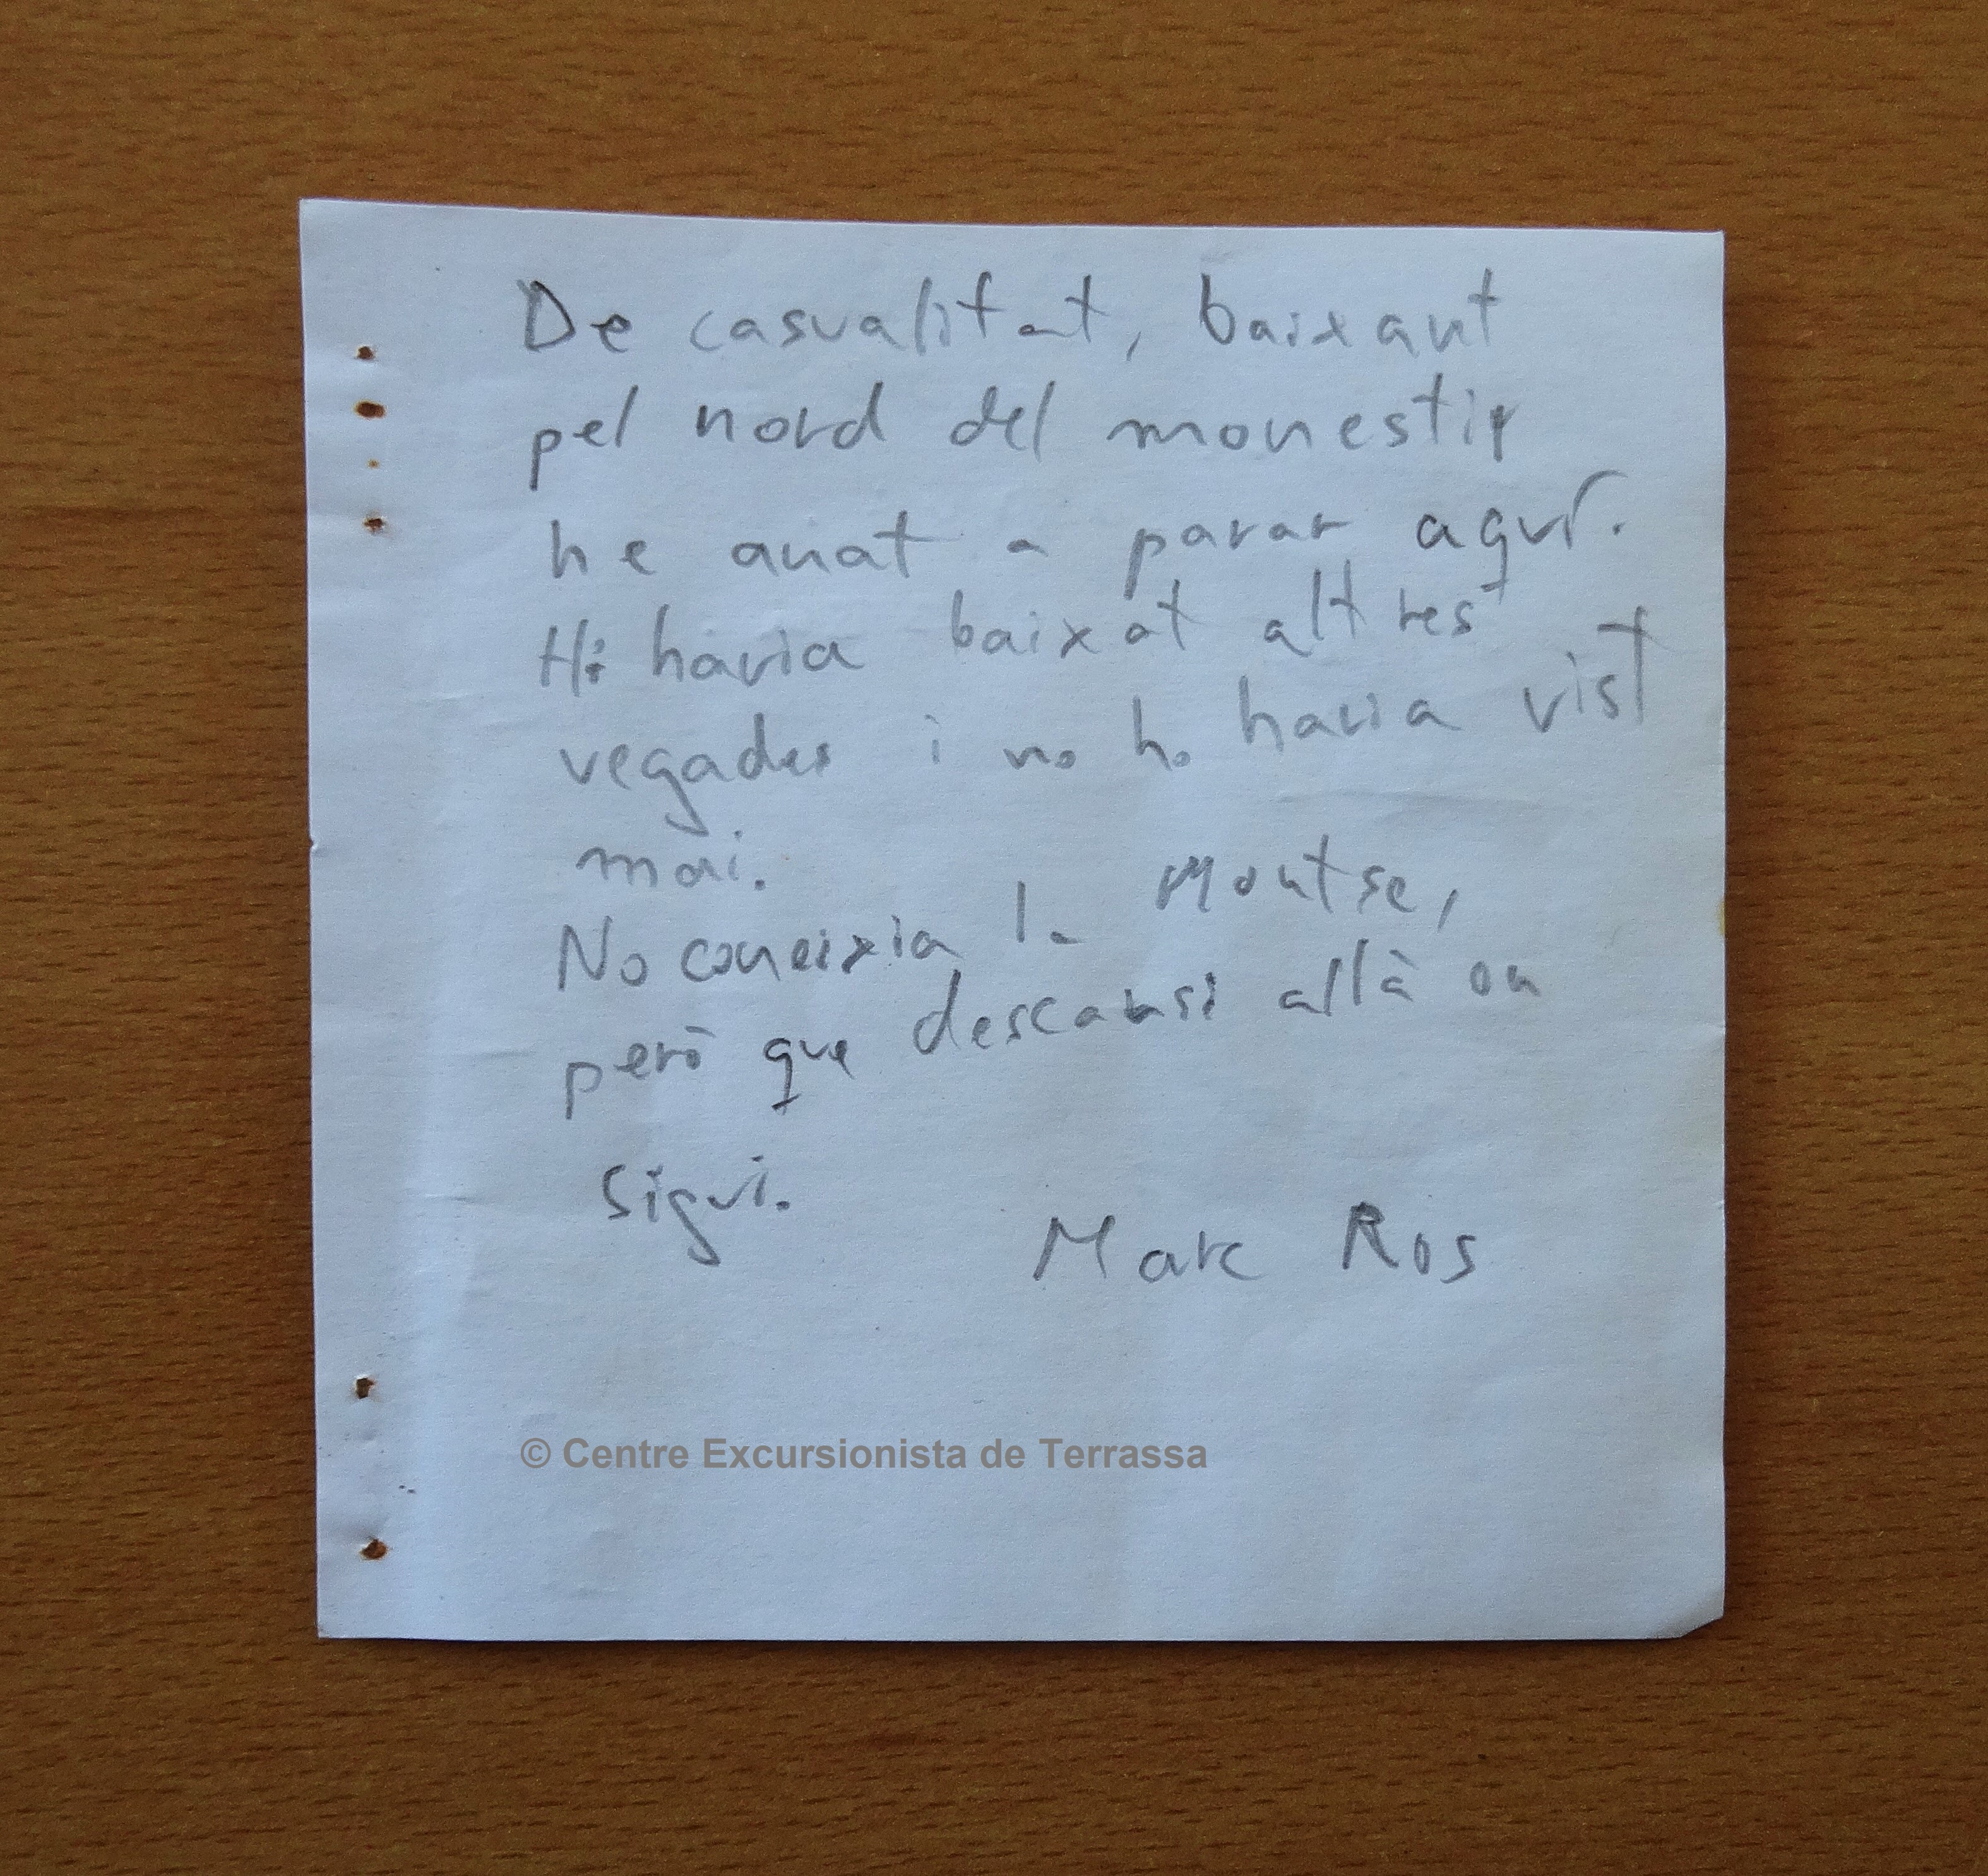 De casualitat, baixant
pel nord del monestir
he anat a parar aquí.
Hi havia baixat altres
vegades i no ho havia vist
mai.
No coneixia la Montse,
però que descansi allà on
sigui.
Marc Ros
© Centre Excursionista de Terrassa